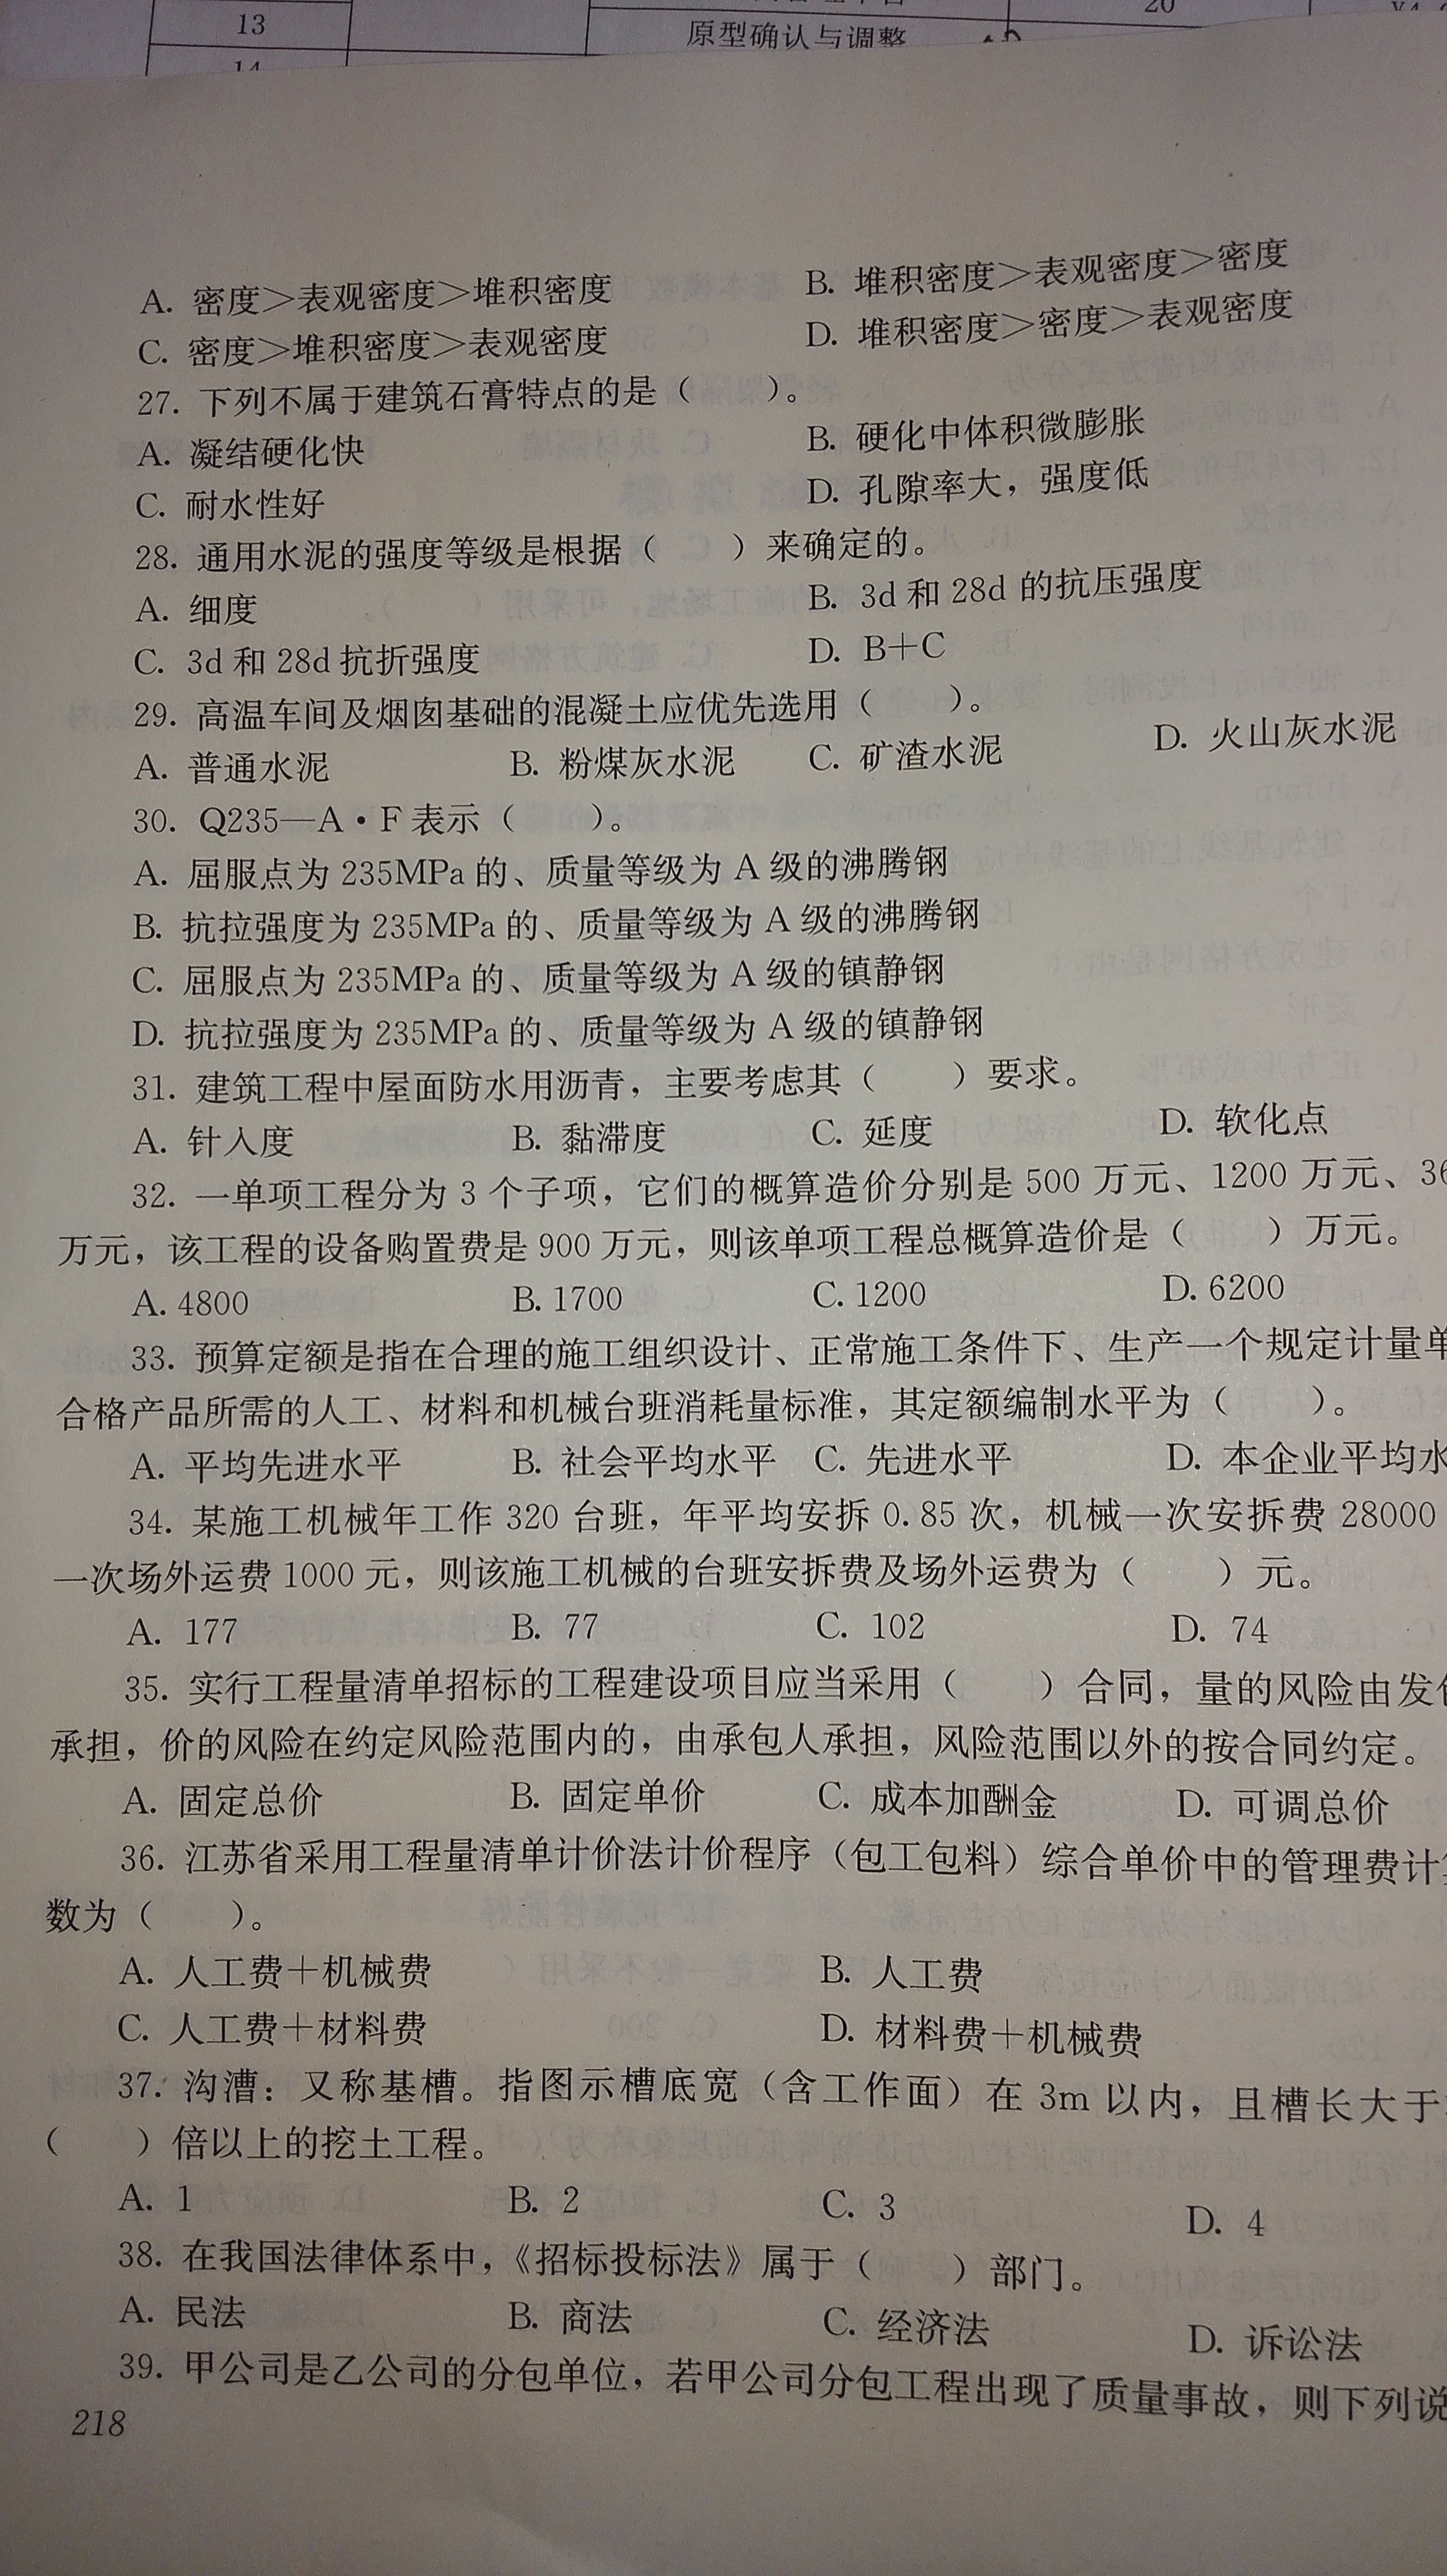 13
20
原型确认与调整
14
A. 密度＞表观密度＞堆积密度 B. 堆积密度＞表观密度＞密度
C. 密度＞堆积密度＞表观密度 D. 堆积密度＞密度＞表观密度
27. 下列不属于建筑石膏特点的是（ ）。
A. 凝结硬化快 B. 硬化中体积微膨胀
C. 耐水性好 D. 孔隙率大，强度低
28. 通用水泥的强度等级是根据（ ）来确定的。
A. 细度 B. 3d 和 28d 的抗压强度
C. 3d 和 28d 抗折强度 D. B＋C
29. 高温车间及烟囱基础的混凝土应优先选用（ ）。
A. 普通水泥 B. 粉煤灰水泥 C. 矿渣水泥 D. 火山灰水泥
30. Q235—A·F 表示（ ）。
A. 屈服点为 235MPa 的、质量等级为 A 级的沸腾钢
B. 抗拉强度为 235MPa 的、质量等级为 A 级的沸腾钢
C. 屈服点为 235MPa 的、质量等级为 A 级的镇静钢
D. 抗拉强度为 235MPa 的、质量等级为 A 级的镇静钢
31. 建筑工程中屋面防水用沥青，主要考虑其（ ）要求。
A. 针入度 B. 黏滞度 C. 延度 D. 软化点
32. 一单项工程分为 3 个子项，它们的概算造价分别是 500 万元、1200 万元、36
万元，该工程的设备购置费是 900 万元，则该单项工程总概算造价是（ ）万元。
A. 4800 B. 1700 C. 1200 D. 6200
33. 预算定额是指在合理的施工组织设计、正常施工条件下、生产一个规定计量单
合格产品所需的人工、材料和机械台班消耗量标准，其定额编制水平为（ ）。
A. 平均先进水平 B. 社会平均水平 C. 先进水平 D. 本企业平均水
34. 某施工机械年工作 320 台班，年平均安拆 0.85 次，机械一次安拆费 28000
一次场外运费 1000 元，则该施工机械的台班安拆费及场外运费为（ ）元。
A. 177 B. 77 C. 102 D. 74
35. 实行工程量清单招标的工程建设项目应当采用（ ）合同，量的风险由发包
承担，价的风险在约定风险范围内的，由承包人承担，风险范围以外的按合同约定。
A. 固定总价 B. 固定单价 C. 成本加酬金 D. 可调总价
36. 江苏省采用工程量清单计价法计价程序（包工包料）综合单价中的管理费计算
数为（ ）。
A. 人工费＋机械费 B. 人工费
C. 人工费＋材料费 D. 材料费＋机械费
37. 沟漕：又称基槽。指图示槽底宽（含工作面）在 3m 以内，且槽长大于
（ ）倍以上的挖土工程。
A. 1 B. 2 C. 3 D. 4
38. 在我国法律体系中，《招标投标法》属于（ ）部门。
A. 民法 B. 商法 C. 经济法 D. 诉讼法
39. 甲公司是乙公司的分包单位，若甲公司分包工程出现了质量事故，则下列说
218